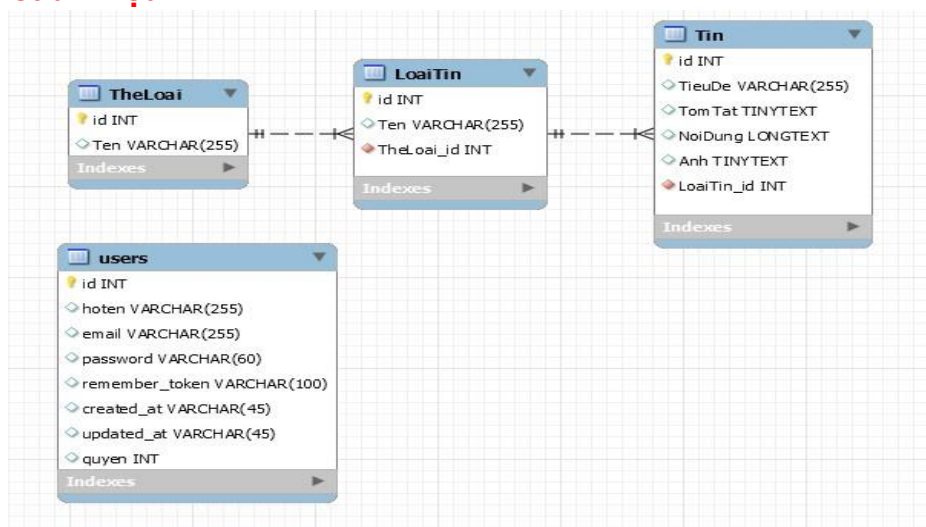 TheLoai
id INT
Ten VARCHAR(255)
Indexes
LoaiTin
id INT
Ten VARCHAR(255)
TheLoai_id INT
Indexes
Tin
id INT
TieuDe VARCHAR(255)
TomTat TINYTEXT
NoiDung LONGTEXT
Anh TINYTEXT
LoaiTin_id INT
Indexes
users
id INT
hoten VARCHAR(255)
email VARCHAR(255)
password VARCHAR(60)
remember_token VARCHAR(100)
created_at VARCHAR(45)
updated_at VARCHAR(45)
quyen INT
Indexes